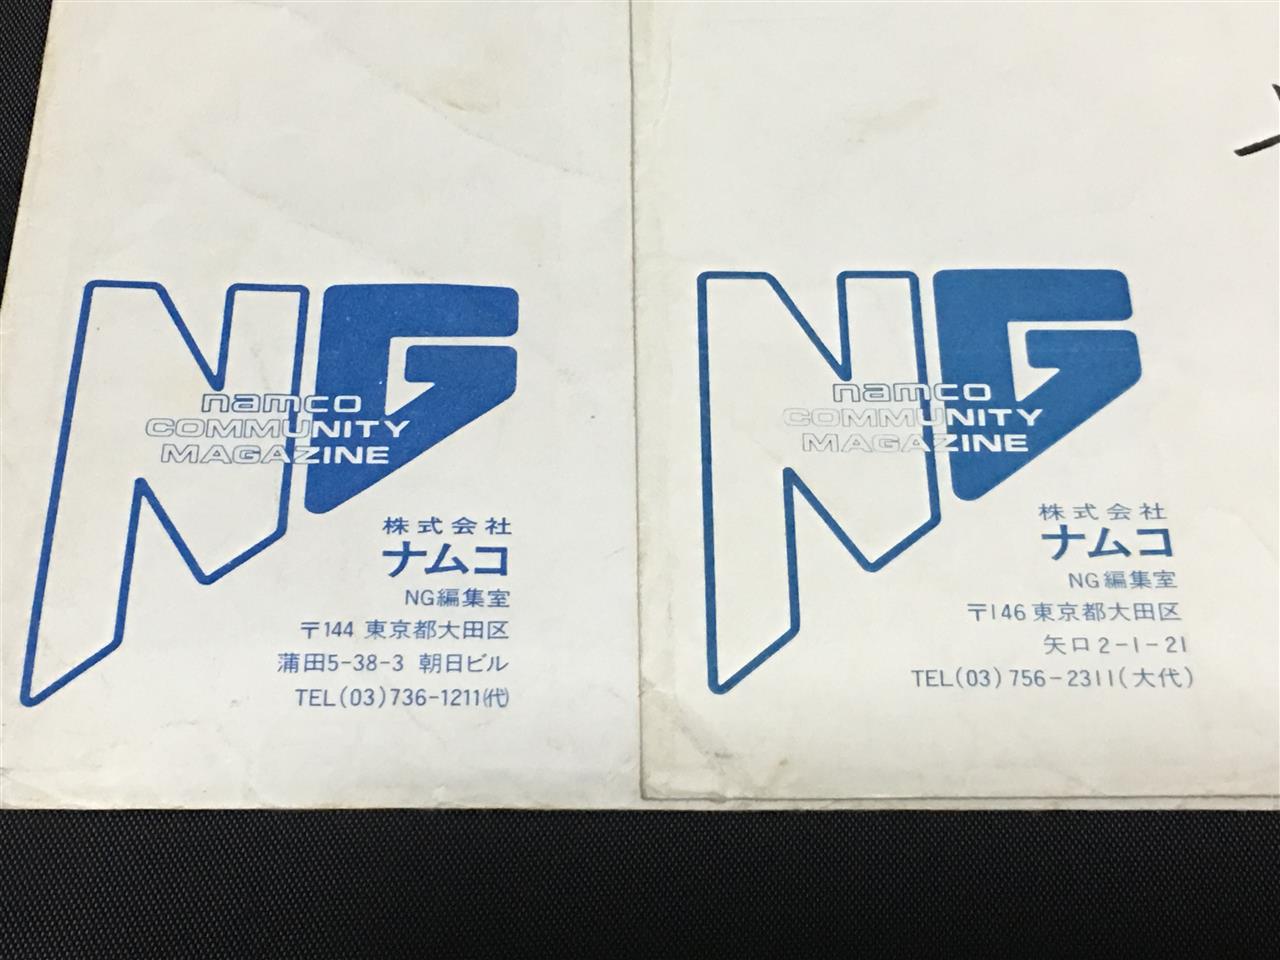 NG
namco
COMMUNITY
MAGAZINE
株式会社
ナムコ
NG編集室
〒144 東京都大田区
蒲田5-38-3 朝日ビル
TEL(03)736-1211(代)
NG
namco
COMMUNITY
MAGAZINE
株式会社
ナムコ
NG編集室
〒146 東京都大田区
矢口2-1-21
TEL(03)756-2311(大代)